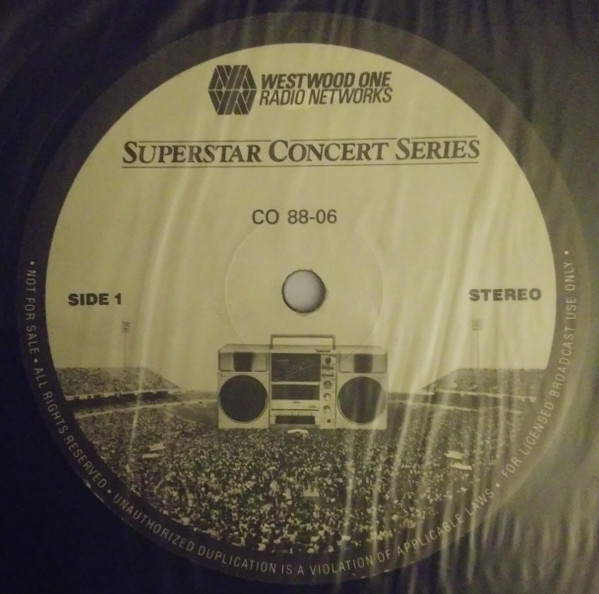 WESTWOOD ONE
RADIO NETWORKS
SUPERSTAR CONCERT SERIES
CO 88-06
SIDE 1
STEREO
• NOT FOR SALE • ALL RIGHTS RESERVED • UNAUTHORIZED DUPLICATION IS A VIOLATION OF APPLICABLE LAWS • FOR LICENSED BROADCAST USE ONLY •